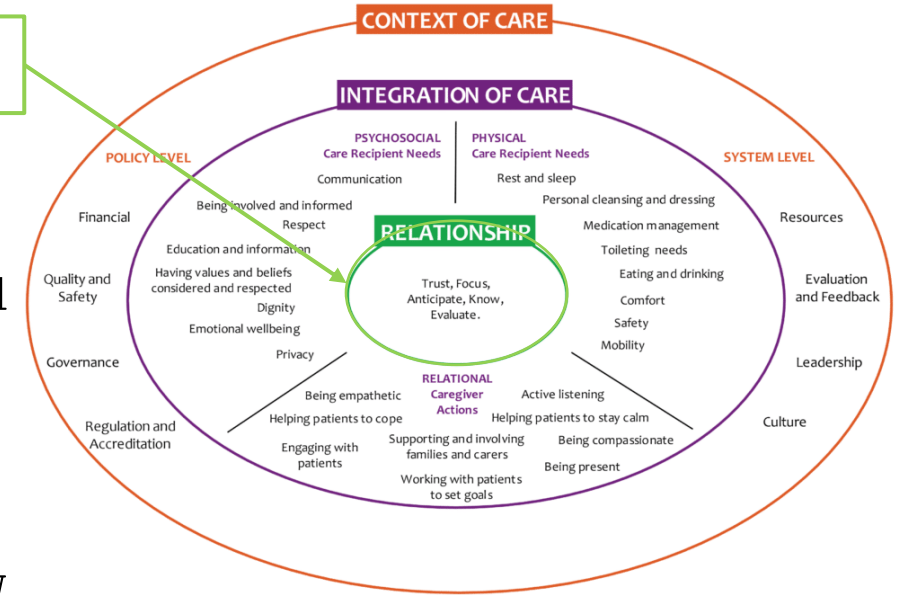 CONTEXT OF CARE
INTEGRATION OF CARE
PSYCHOSOCIAL
Care Recipient Needs
PHYSICAL
Care Recipient Needs
POLICY LEVEL
SYSTEM LEVEL
Communication
Being involved and informed
Respect
Education and information
Having values and beliefs
considered and respected
Dignity
Emotional wellbeing
Privacy
Rest and sleep
Personal cleansing and dressing
Medication management
Toileting needs
Eating and drinking
Comfort
Safety
Mobility
RELATIONSHIP
Trust, Focus,
Anticipate, Know,
Evaluate.
Financial
Quality and
Safety
Governance
Regulation and
Accreditation
Resources
Evaluation
and Feedback
Leadership
Culture
RELATIONAL
Caregiver
Actions
Being empathetic
Helping patients to cope
Engaging with
patients
Supporting and involving
families and carers
Working with patients
to set goals
Active listening
Helping patients to stay calm
Being compassionate
Being present